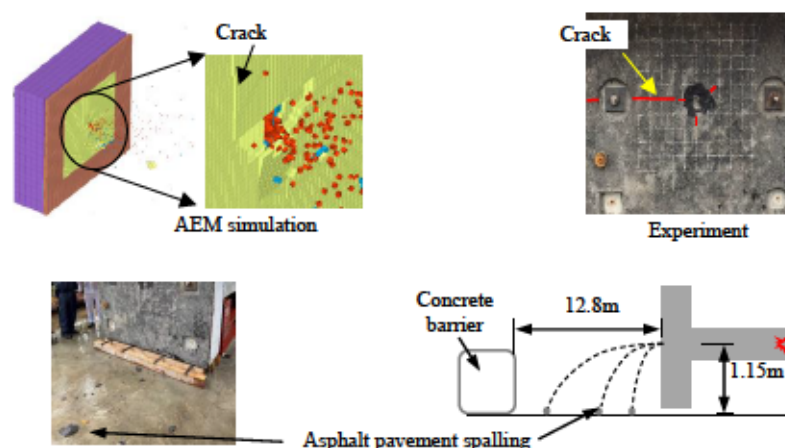 Crack
AEM simulation
Crack
Experiment
Concrete
barrier
12.8m
1.15m
Asphalt pavement spalling